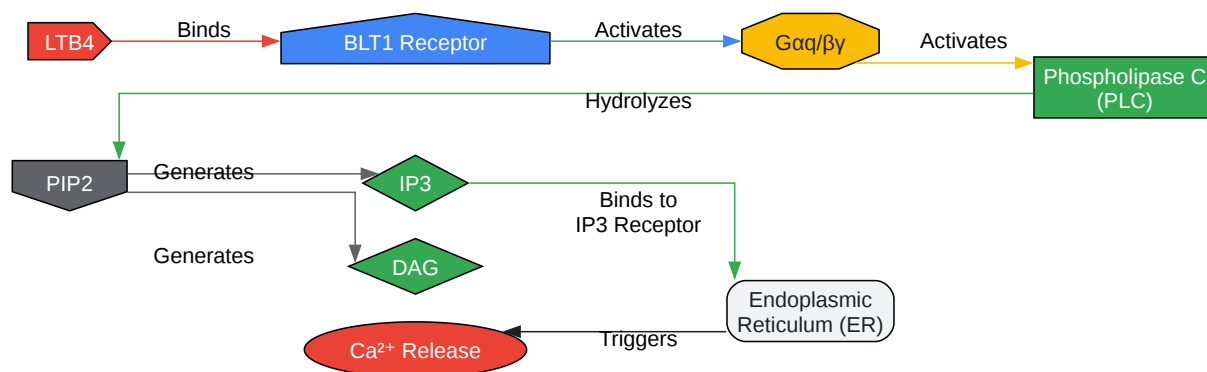 LTB4
Binds
BLT1 Receptor
Activates
Gαq/βγ
Activates
Phospholipase C
(PLC)
Hydrolyzes
PIP2
Generates
IP3
Binds to
IP3 Receptor
Generates
DAG
Endoplasmic
Reticulum (ER)
Triggers
Ca²⁺ Release